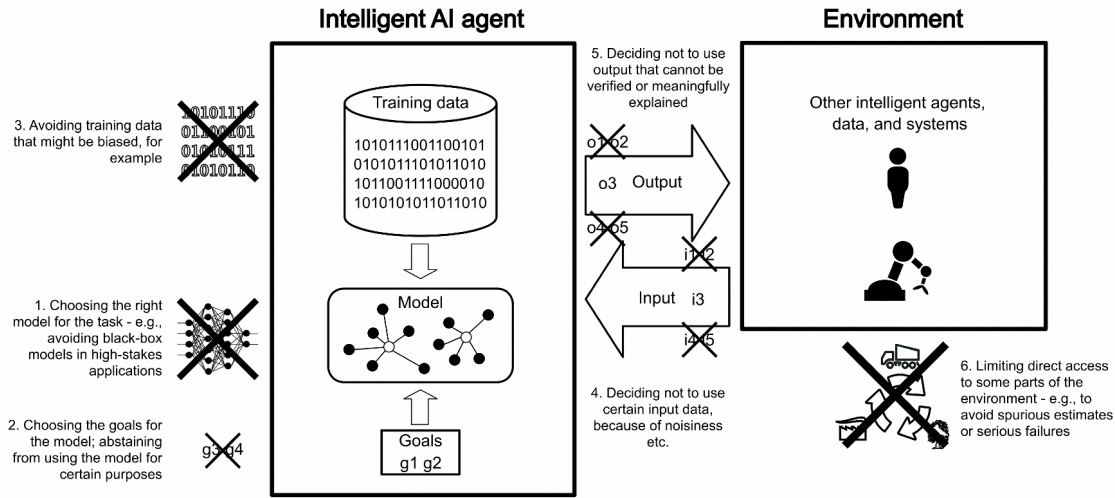 Intelligent AI agent
Environment
3. Avoiding training data
that might be biased, for
example
10101110
01100101
01010111
01010110
Training data
1010111001100101
0101011101011010
1011001111000010
1010101011011010
5. Deciding not to use
output that cannot be
verified or meaningfully
explained
o1 o2
o3 Output
o4 o5
Other intelligent agents,
data, and systems
i1 i2
Input i3
i4 i5
1. Choosing the right
model for the task - e.g.,
avoiding black-box
models in high-stakes
applications
Model
2. Choosing the goals for
the model; abstaining
from using the model for
certain purposes
g3 g4
Goals
g1 g2
4. Deciding not to use
certain input data,
because of noisiness
etc.
6. Limiting direct access
to some parts of the
environment - e.g., to
avoid spurious estimates
or serious failures